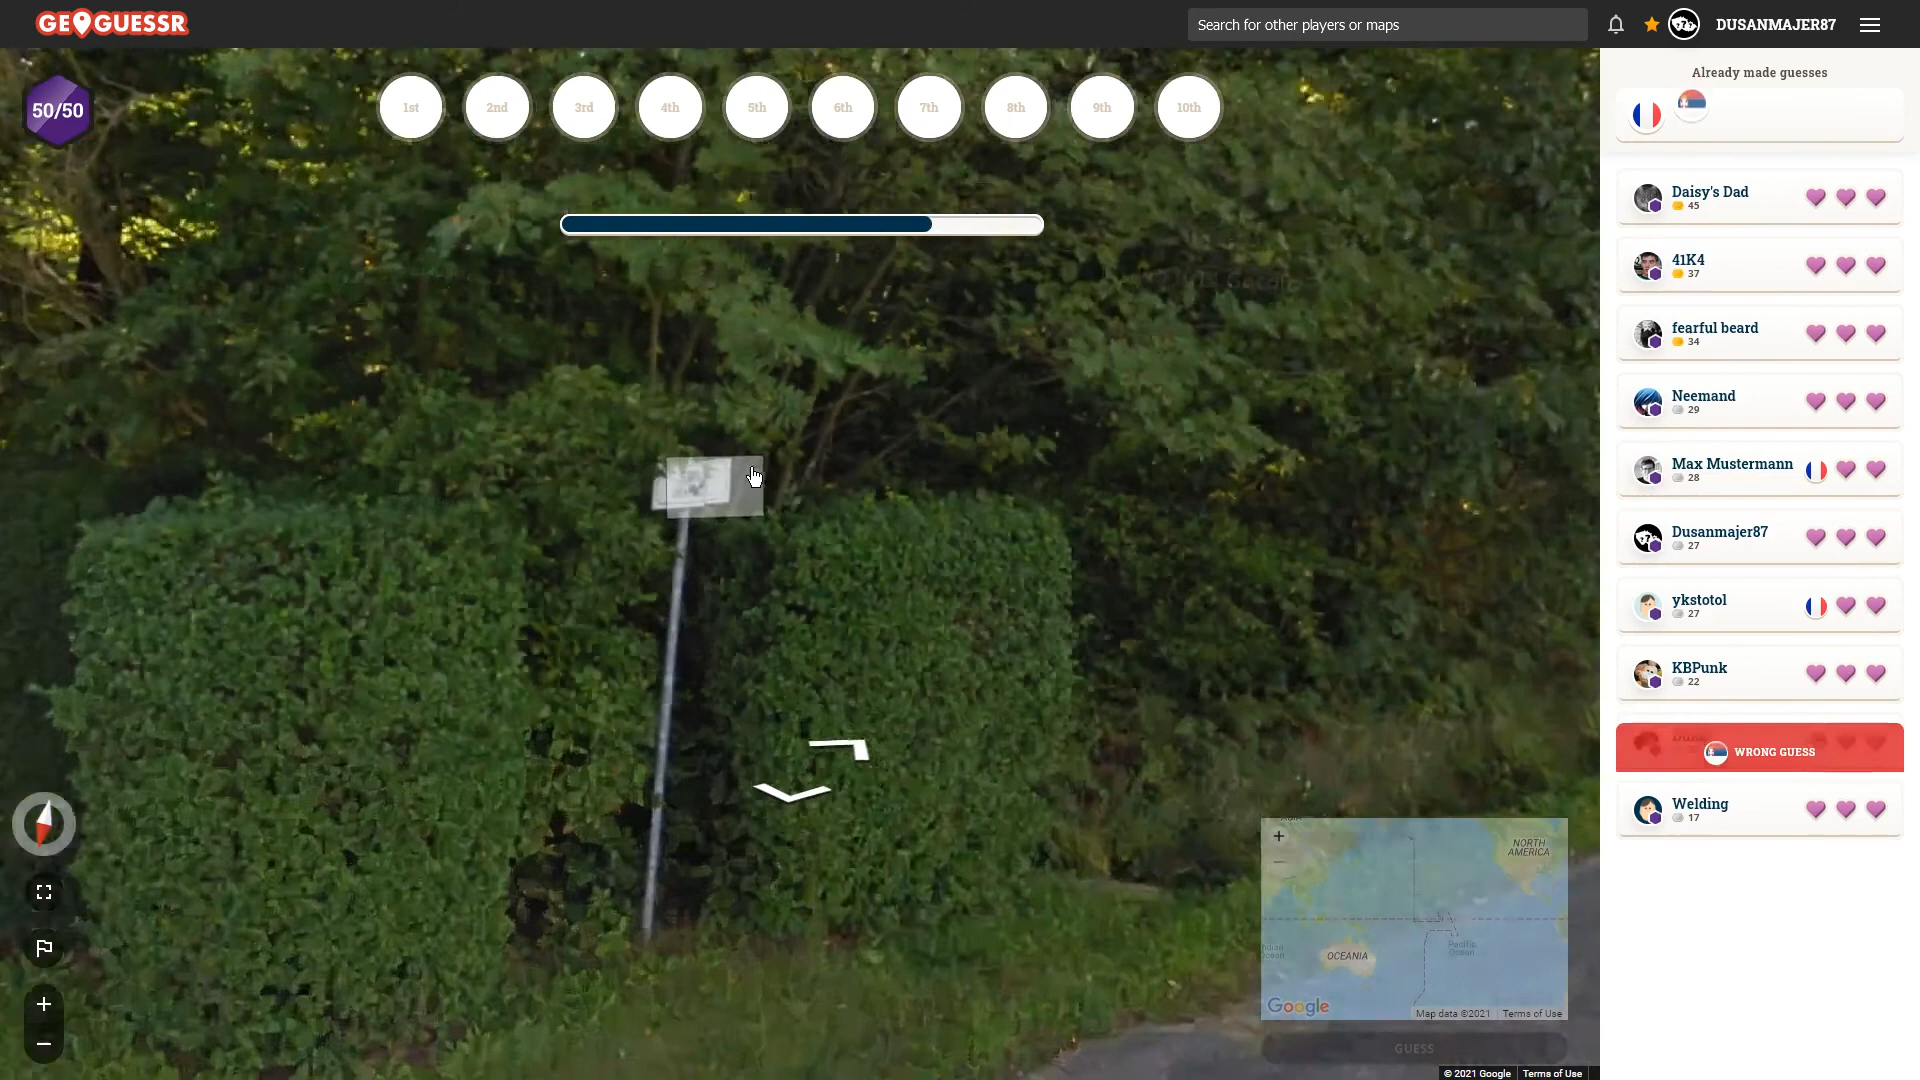 GEOGUESSR
Search for other players or maps
DUSANMAJER87
50/50
1st
2nd
3rd
4th
5th
6th
7th
8th
9th
10th
Already made guesses
Daisy's Dad
45
41K4
37
fearful beard
34
Neemand
29
Max Mustermann
28
Dusanmajer87
27
ykstotol
27
KBPunk
22
WRONG GUESS
Welding
17
+
−
+
−
NORTH
AMERICA
Pacific
Ocean
OCEANIA
Indian
Ocean
Google
Map data ©2021
Terms of Use
GUESS
© 2021 Google
Terms of Use